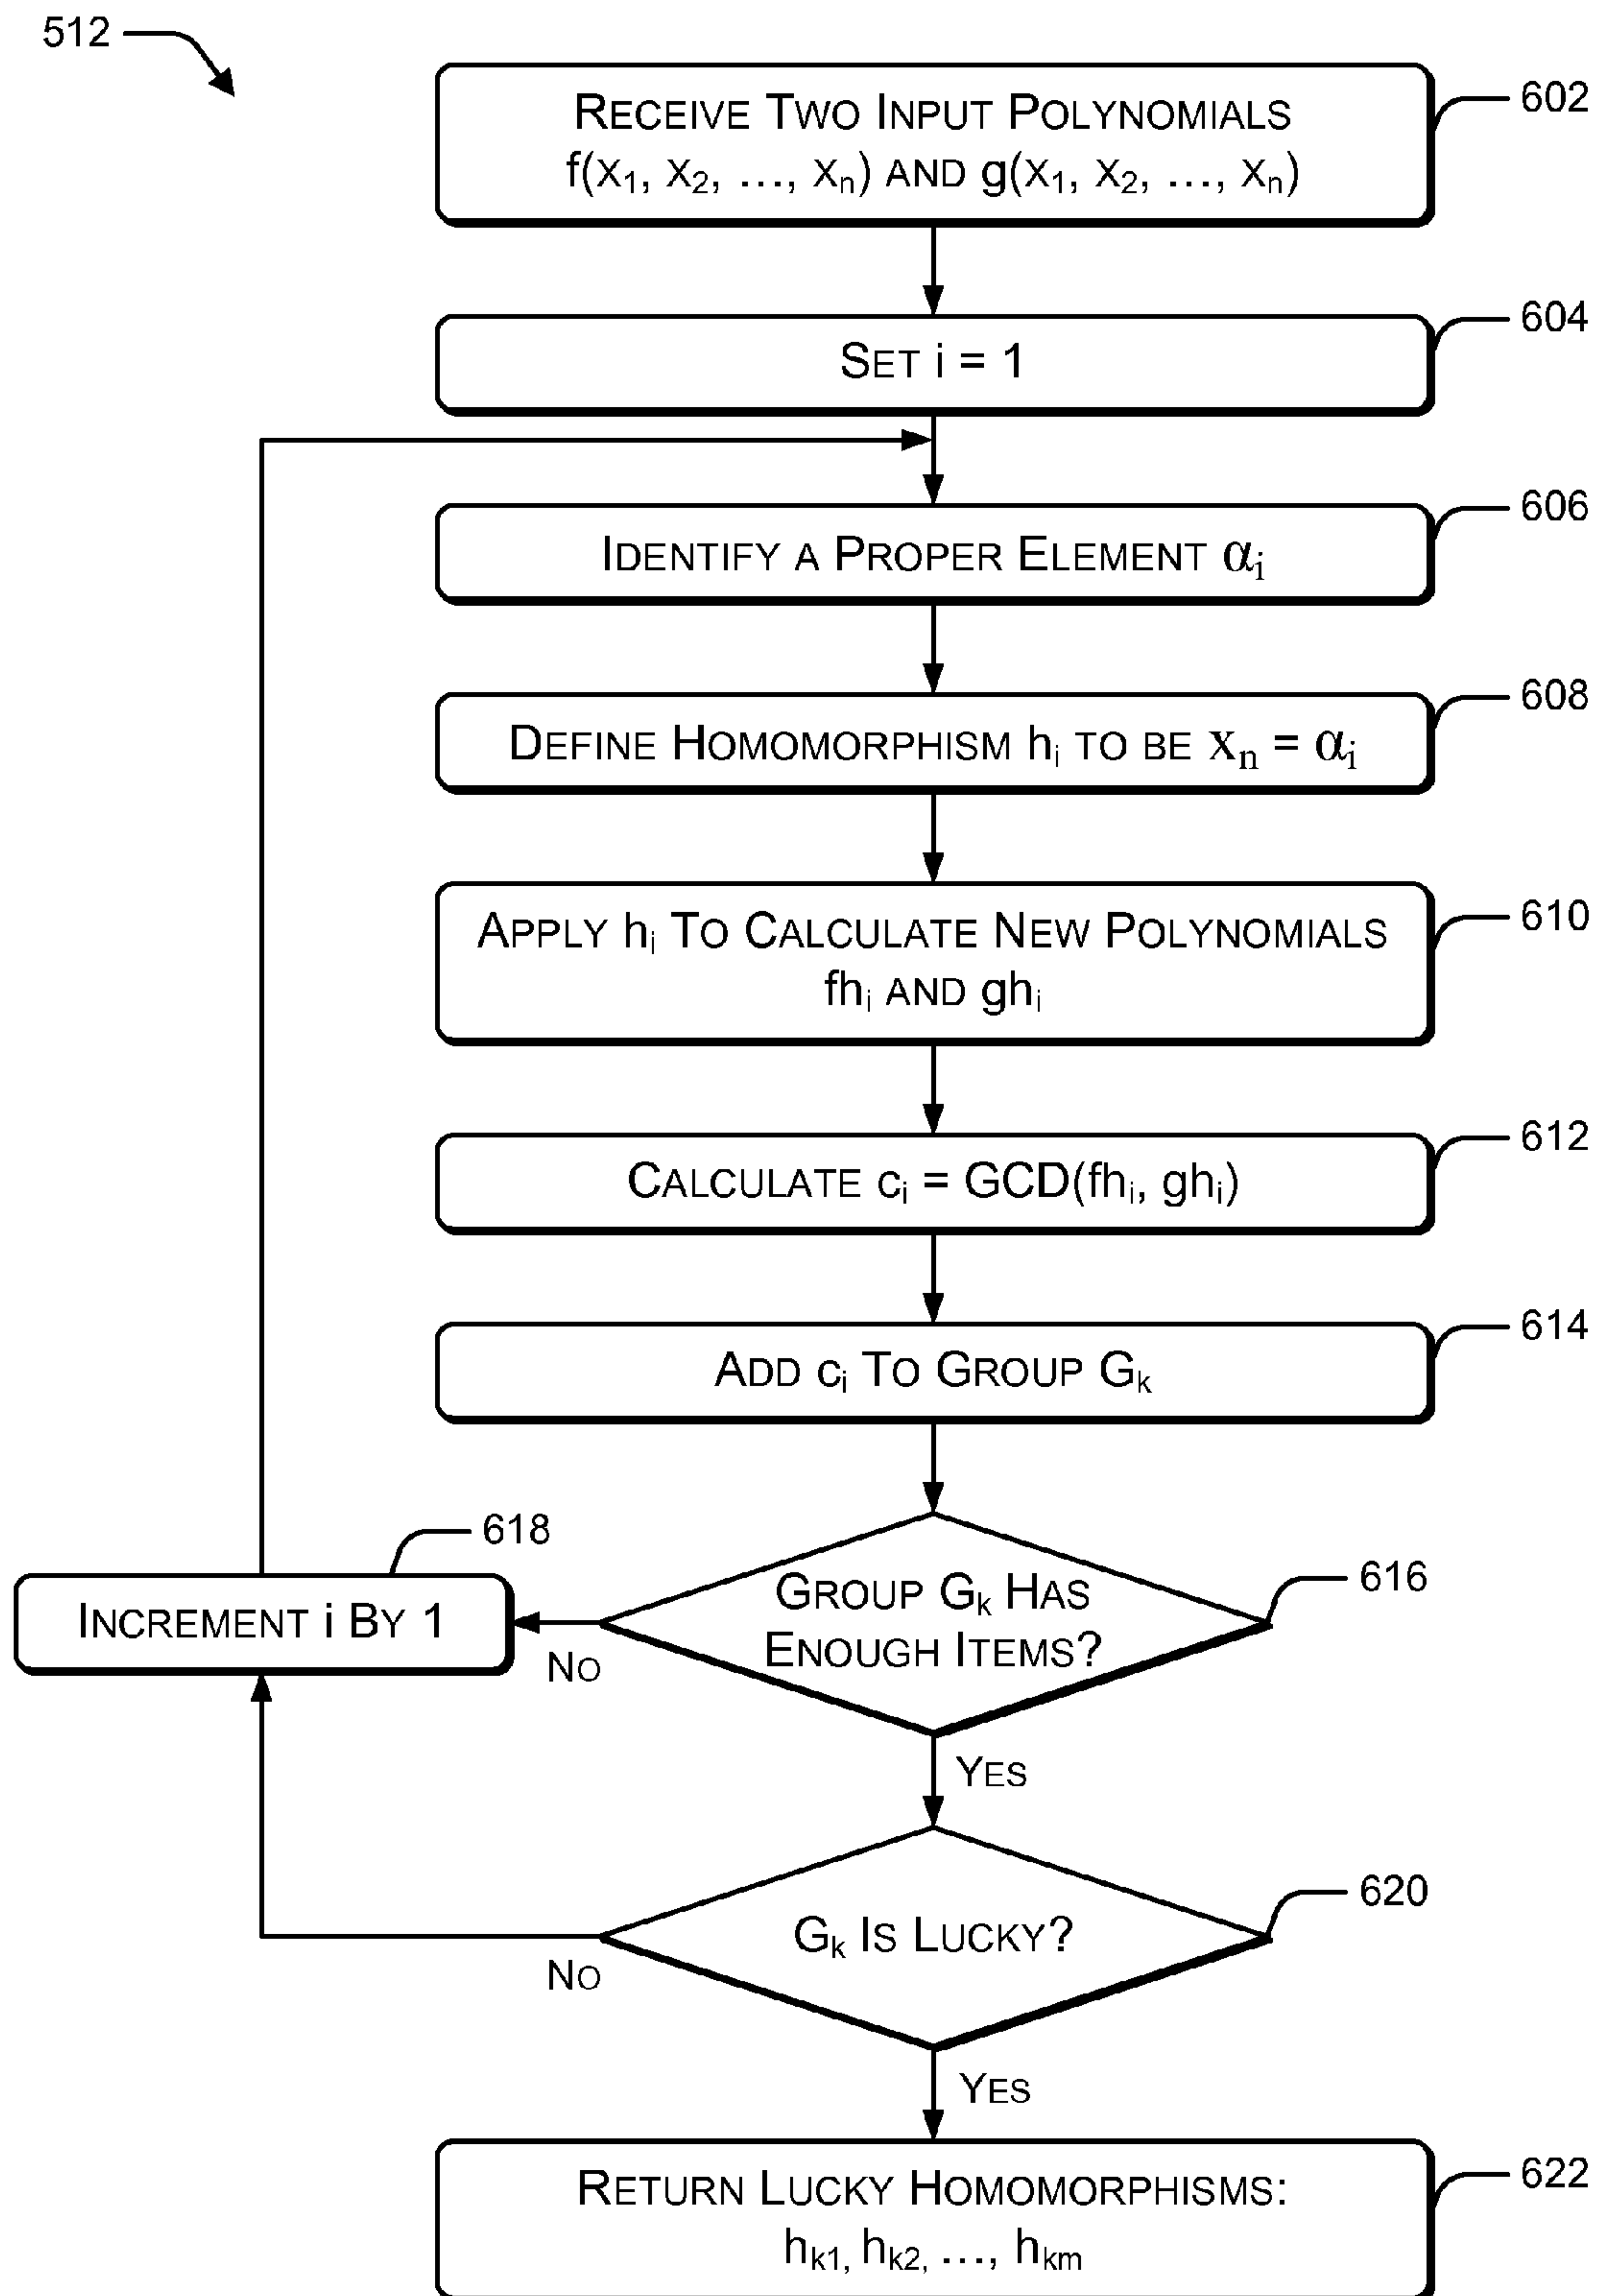 512
RECEIVE TWO INPUT POLYNOMIALS
f(x₁, x₂, ..., xₙ) AND g(x₁, x₂, ..., xₙ)
602
SET i = 1
604
IDENTIFY A PROPER ELEMENT αᵢ
606
DEFINE HOMOMORPHISM hᵢ TO BE xₙ = αᵢ
608
APPLY hᵢ TO CALCULATE NEW POLYNOMIALS
fhᵢ AND ghᵢ
610
CALCULATE cᵢ = GCD(fhᵢ, ghᵢ)
612
ADD cᵢ TO GROUP Gₖ
614
GROUP Gₖ HAS
ENOUGH ITEMS?
616
NO
INCREMENT i BY 1
618
YES
Gₖ IS LUCKY?
620
NO
YES
RETURN LUCKY HOMOMORPHISMS:
hₖ₁, hₖ₂, ..., hₖₘ
622